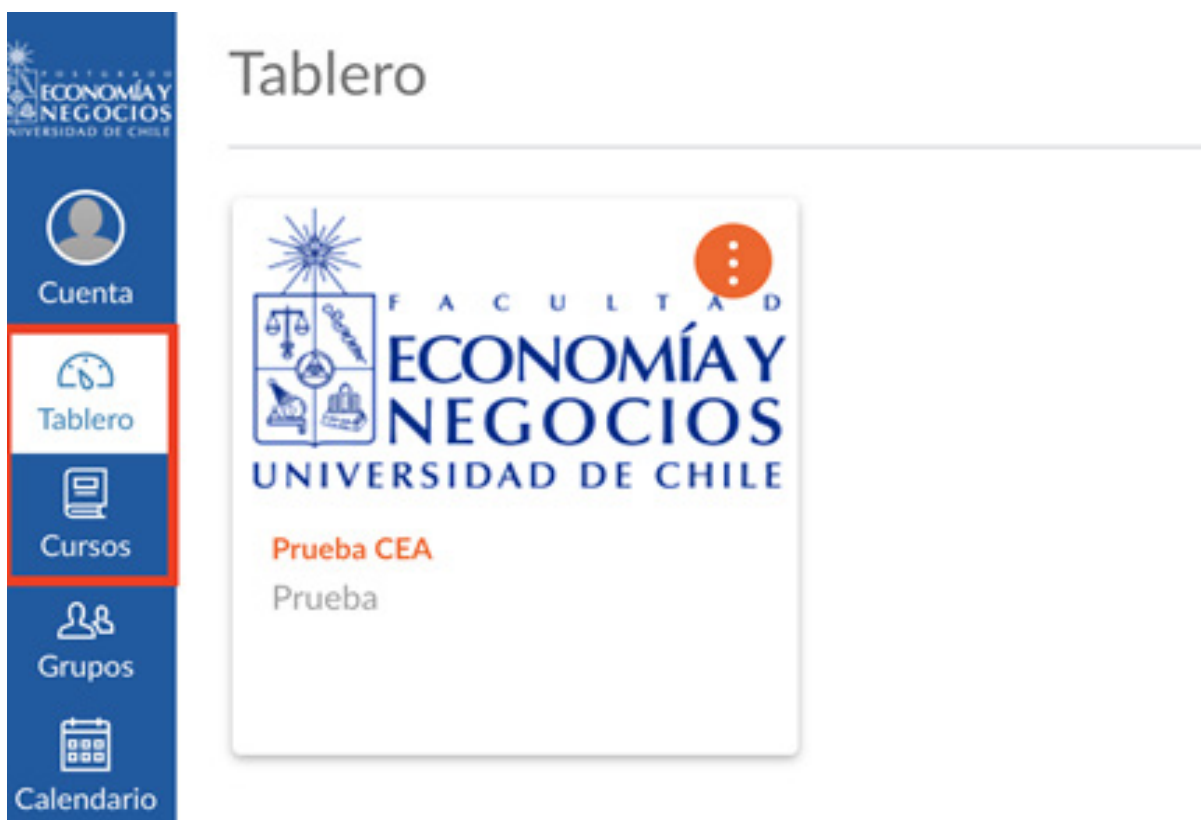 POSTGRADO
ECONOMÍA Y
NEGOCIOS
UNIVERSIDAD DE CHILE
Cuenta
Tablero
Cursos
Grupos
Calendario
Tablero
FACULTAD
ECONOMÍA Y
NEGOCIOS
UNIVERSIDAD DE CHILE
Prueba CEA
Prueba